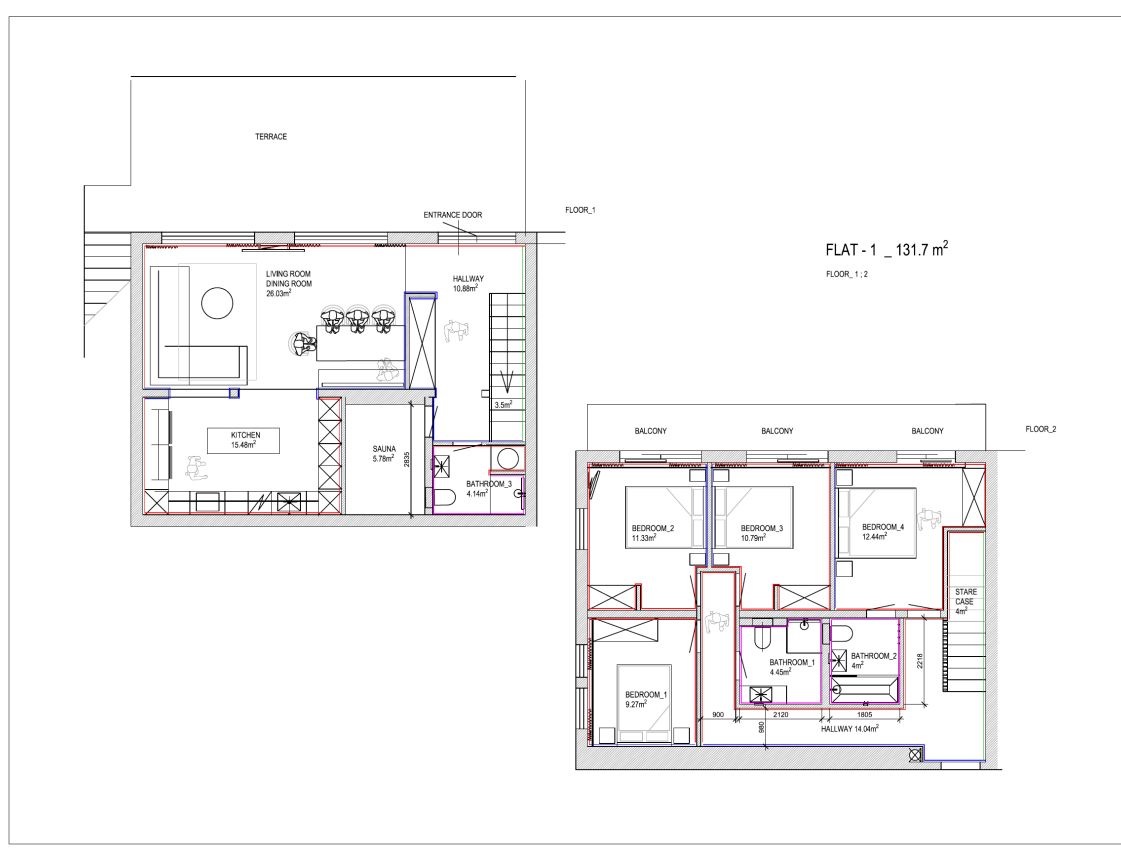 TERRACE
ENTRANCE DOOR
FLOOR_1
LIVING ROOM
DINING ROOM
26.03m²
HALLWAY
10.88m²
3.5m²
KITCHEN
15.48m²
SAUNA
5.78m²
2835
BATHROOM_3
4.14m²
FLAT - 1 _ 131.7 m²
FLOOR_ 1 ; 2
FLOOR_2
BALCONY
BALCONY
BALCONY
BEDROOM_2
11.33m²
BEDROOM_3
10.79m²
BEDROOM_4
12.44m²
STARE
CASE
4m²
BATHROOM_1
4.45m²
BATHROOM_2
4m²
2218
BEDROOM_1
9.27m²
900
2120
1805
980
HALLWAY 14.04m²